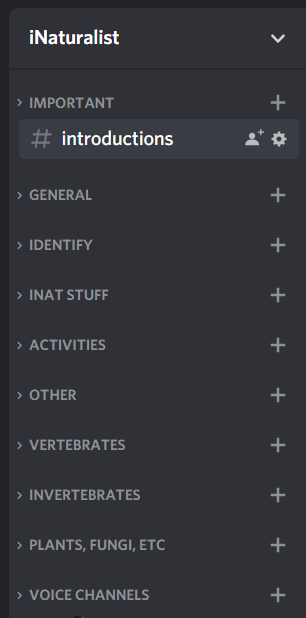 iNaturalist
IMPORTANT
# introductions
GENERAL
IDENTIFY
INAT STUFF
ACTIVITIES
OTHER
VERTEBRATES
INVERTEBRATES
PLANTS, FUNGI, ETC
VOICE CHANNELS